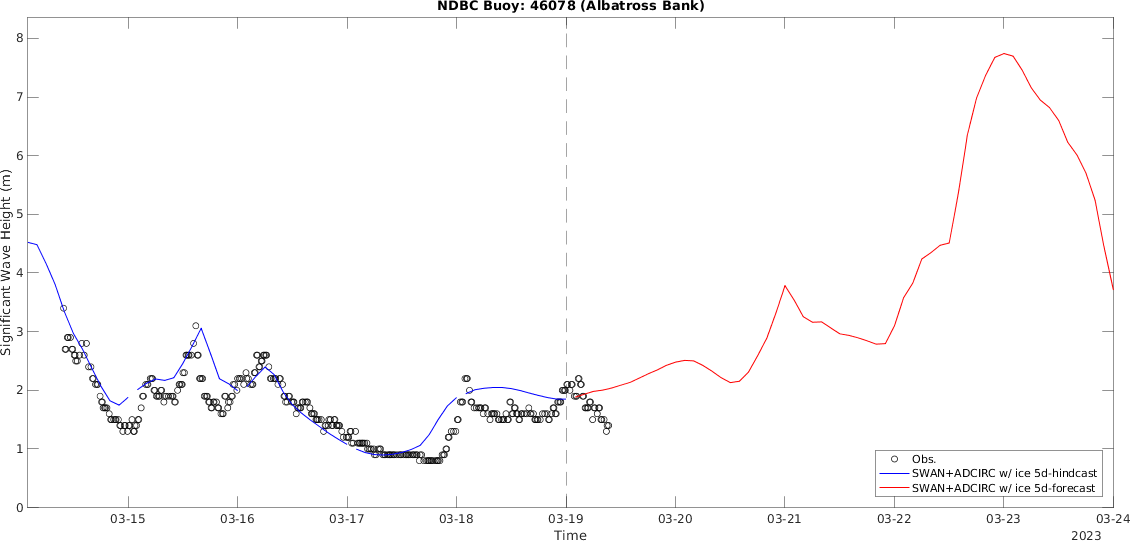 NDBC Buoy: 46078 (Albatross Bank)
8
7
6
5
4
3
2
1
0
Significant Wave Height (m)
Obs.
SWAN+ADCIRC w/ ice 5d-hindcast
SWAN+ADCIRC w/ ice 5d-forecast
03-15 03-16 03-17 03-18 03-19 03-20 03-21 03-22 03-23 03-24
Time
2023